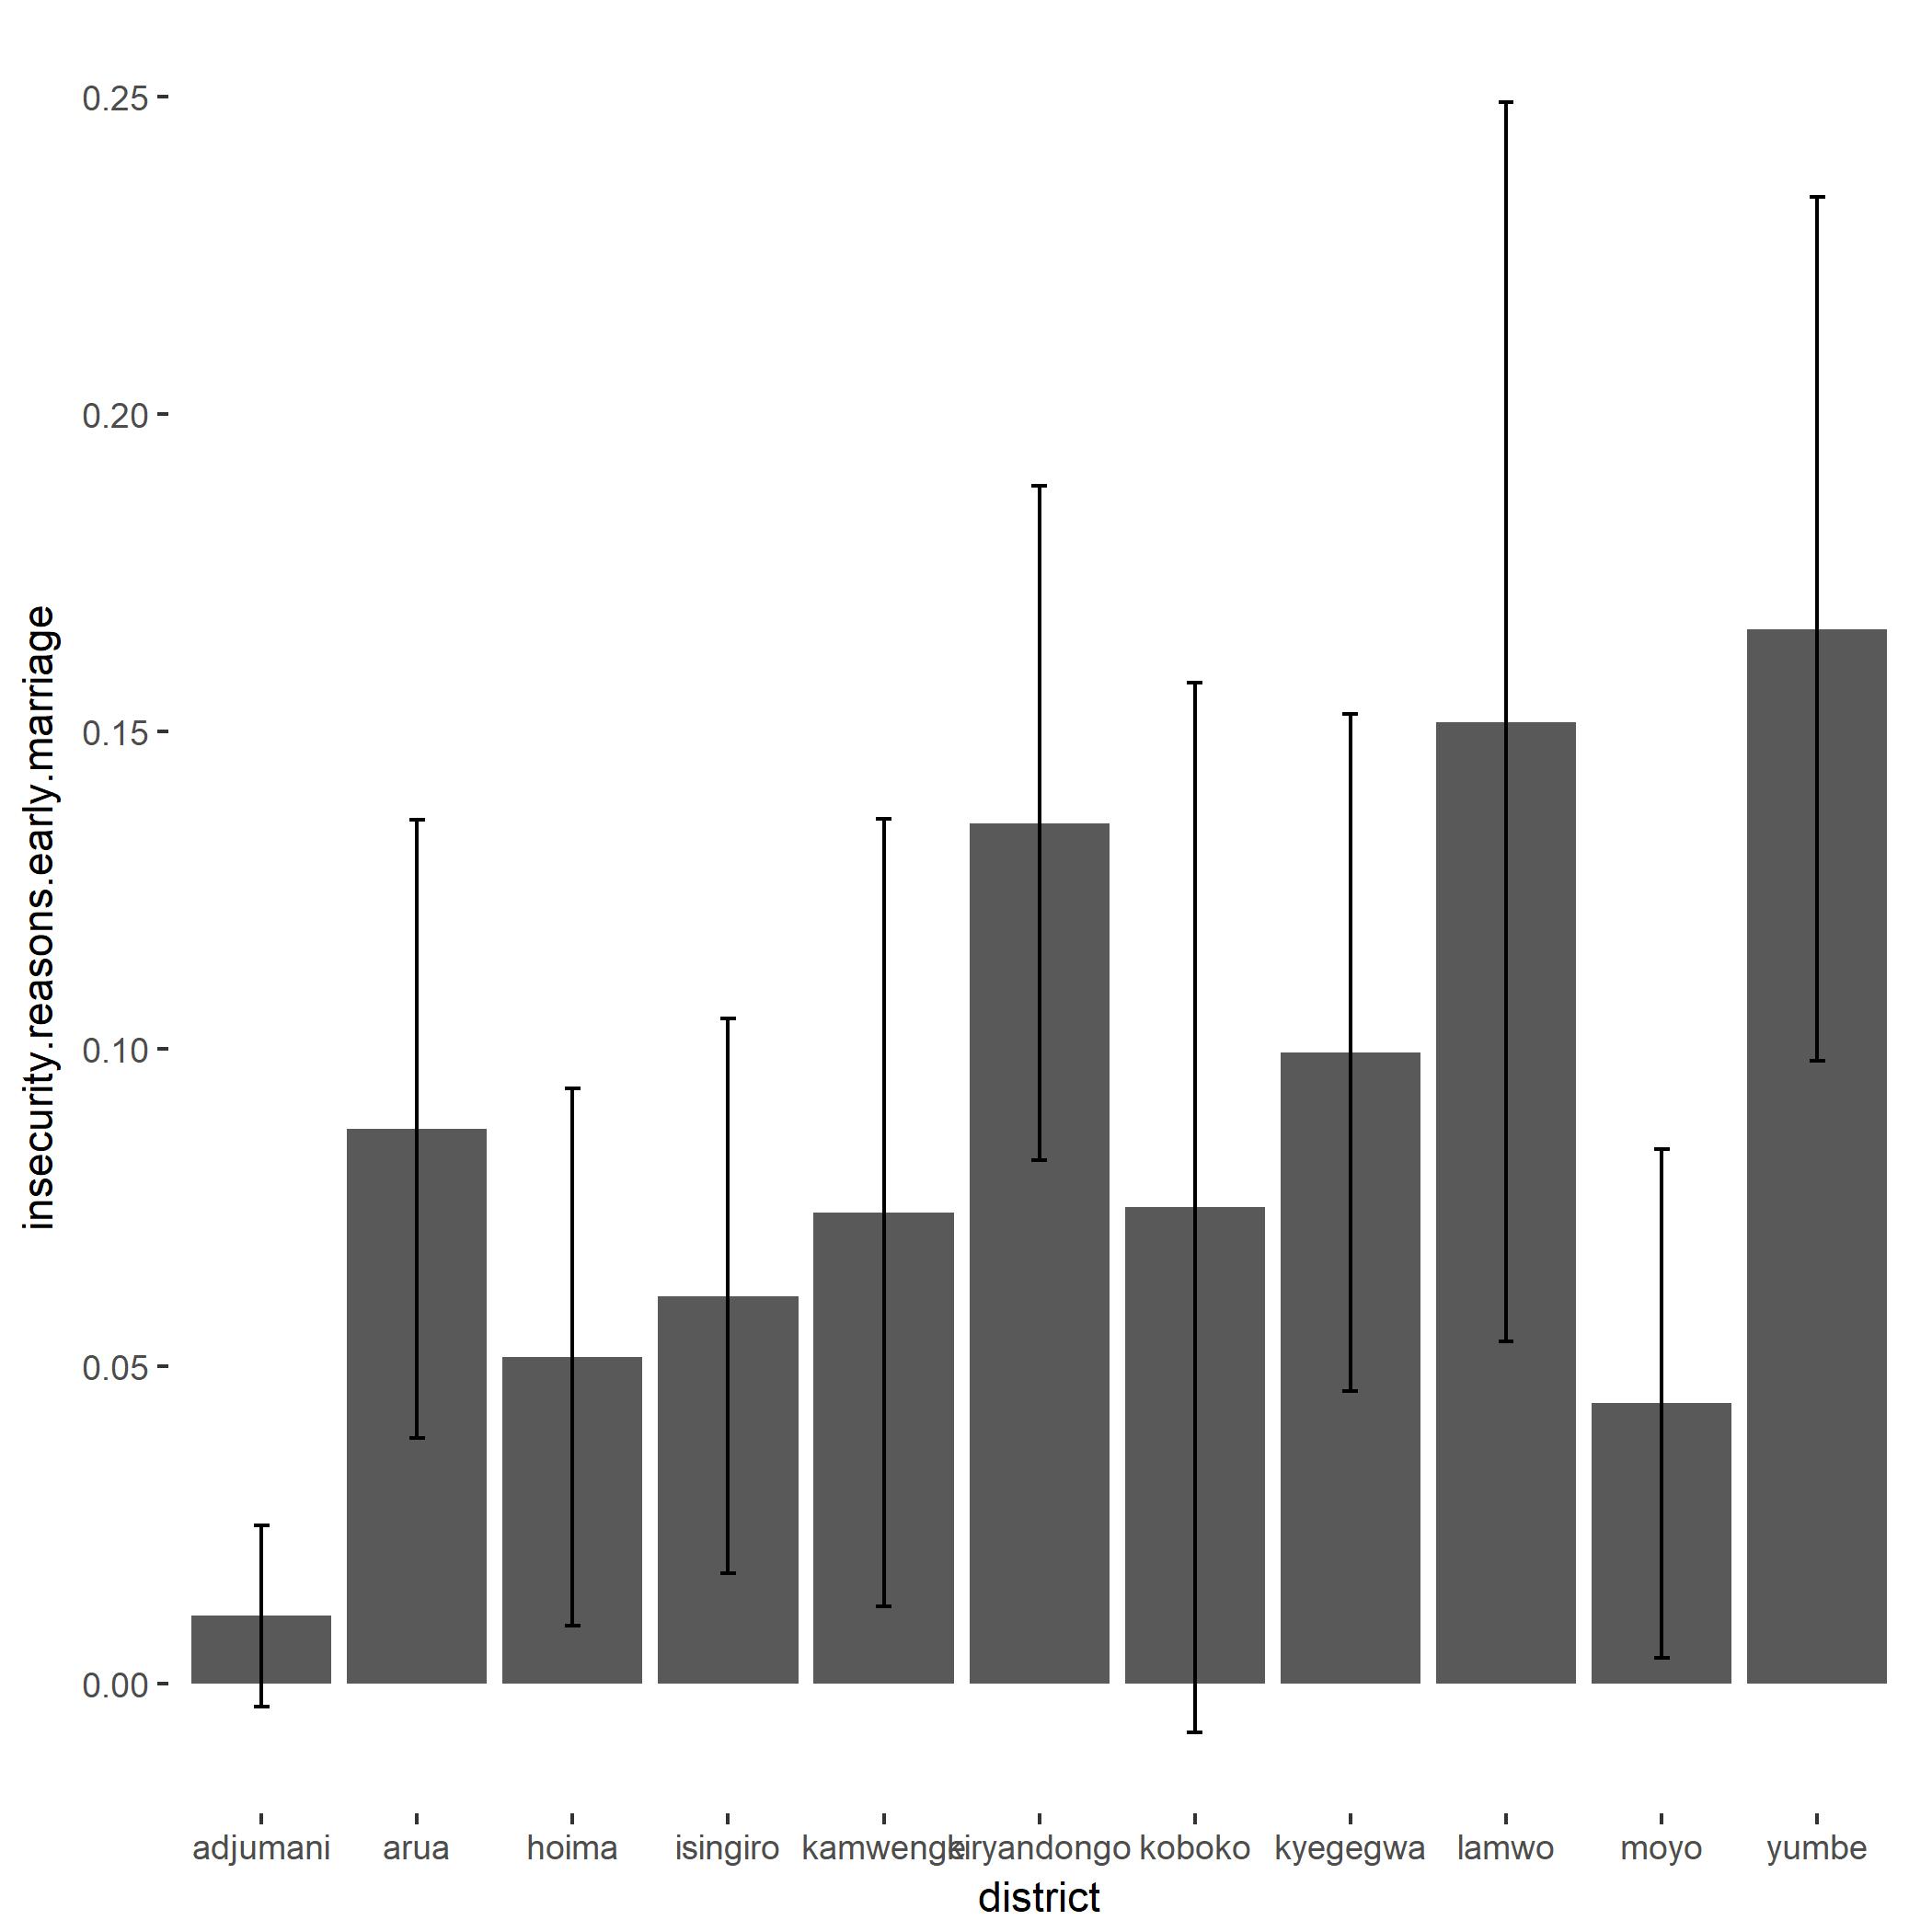 insecurity.reasons.early.marriage
0.25
0.20
0.15
0.10
0.05
0.00
adjumani arua hoima isingiro kamwenge kiryandongo koboko kyegegwa lamwo moyo yumbe
district